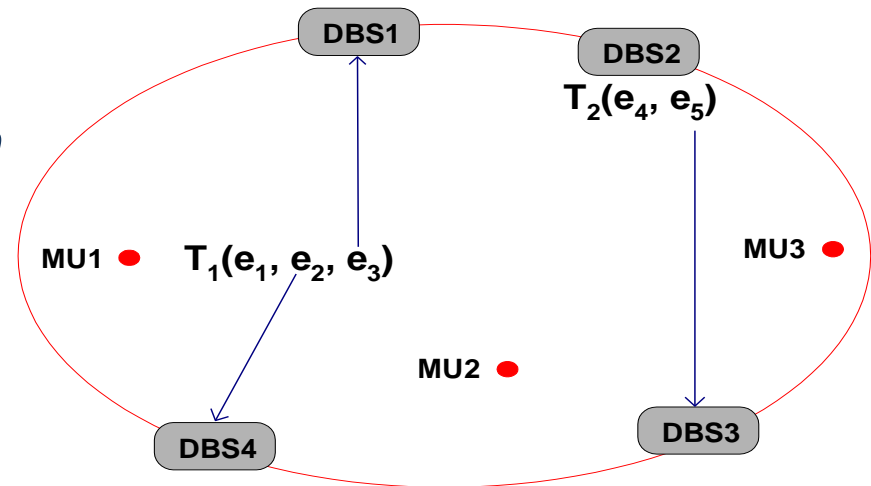 DBS1
DBS2
T₂(e₄, e₅)
MU1
T₁(e₁, e₂, e₃)
MU3
MU2
DBS4
DBS3